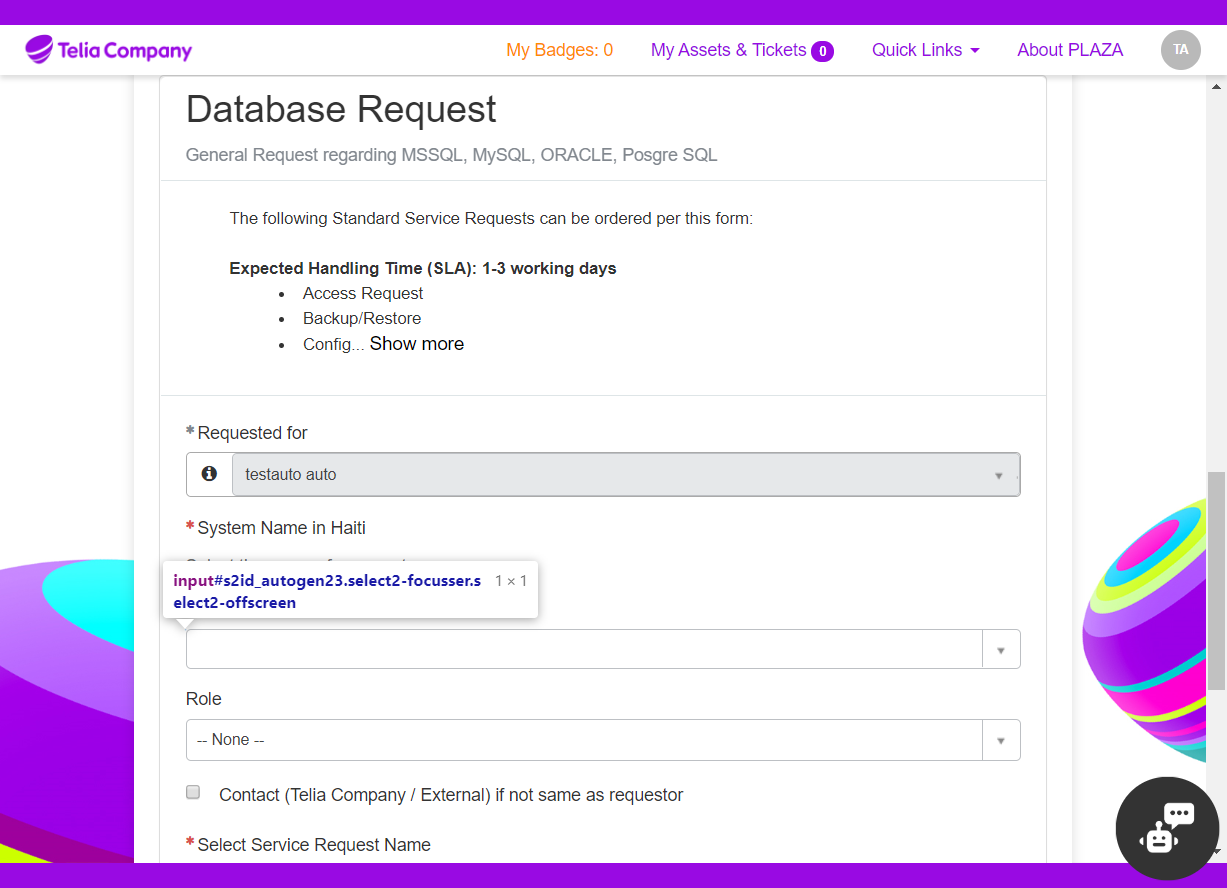 Telia Company
My Badges: 0
My Assets & Tickets 0
Quick Links
About PLAZA
TA
Database Request
General Request regarding MSSQL, MySQL, ORACLE, Posgre SQL
The following Standard Service Requests can be ordered per this form:
Expected Handling Time (SLA): 1-3 working days
• Access Request
• Backup/Restore
• Config... Show more
* Requested for
testauto auto
* System Name in Haiti
input#s2id_autogen23.select2-focusser.s 1 × 1
elect2-offscreen
Role
-- None --
Contact (Telia Company / External) if not same as requestor
* Select Service Request Name